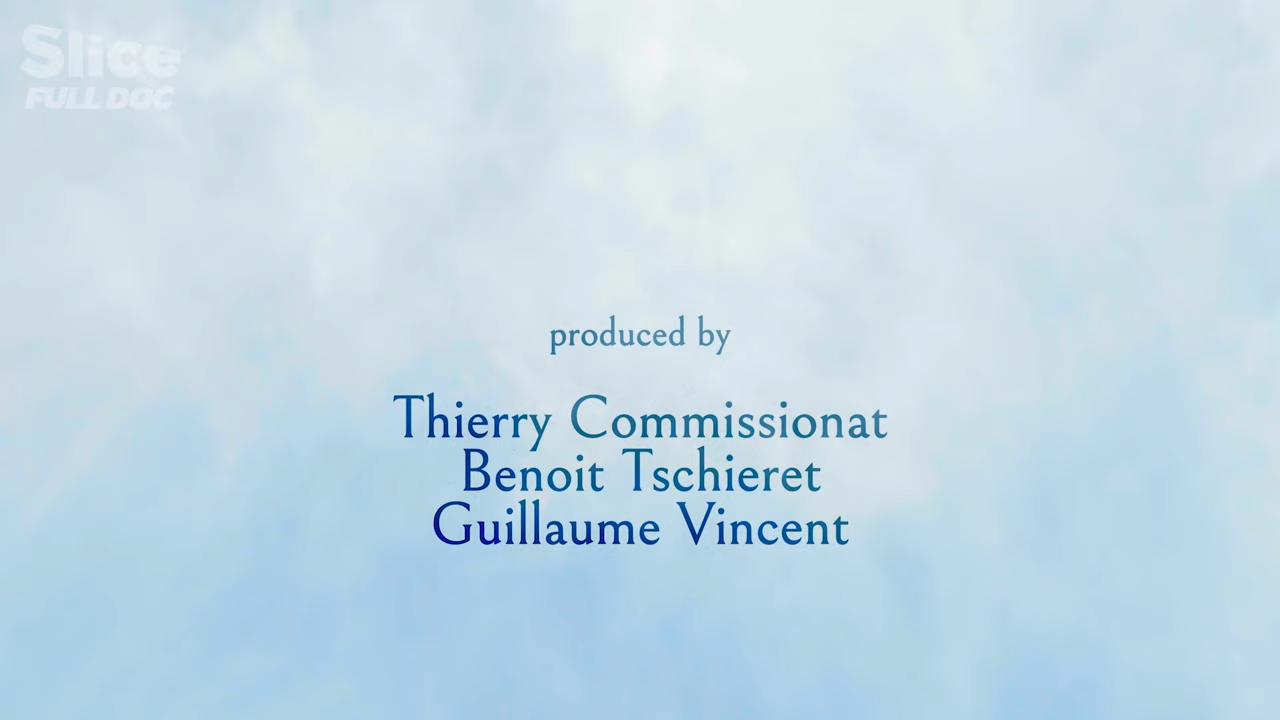 Slice
FULL DOC
produced by
Thierry Commissionat
Benoit Tschieret
Guillaume Vincent